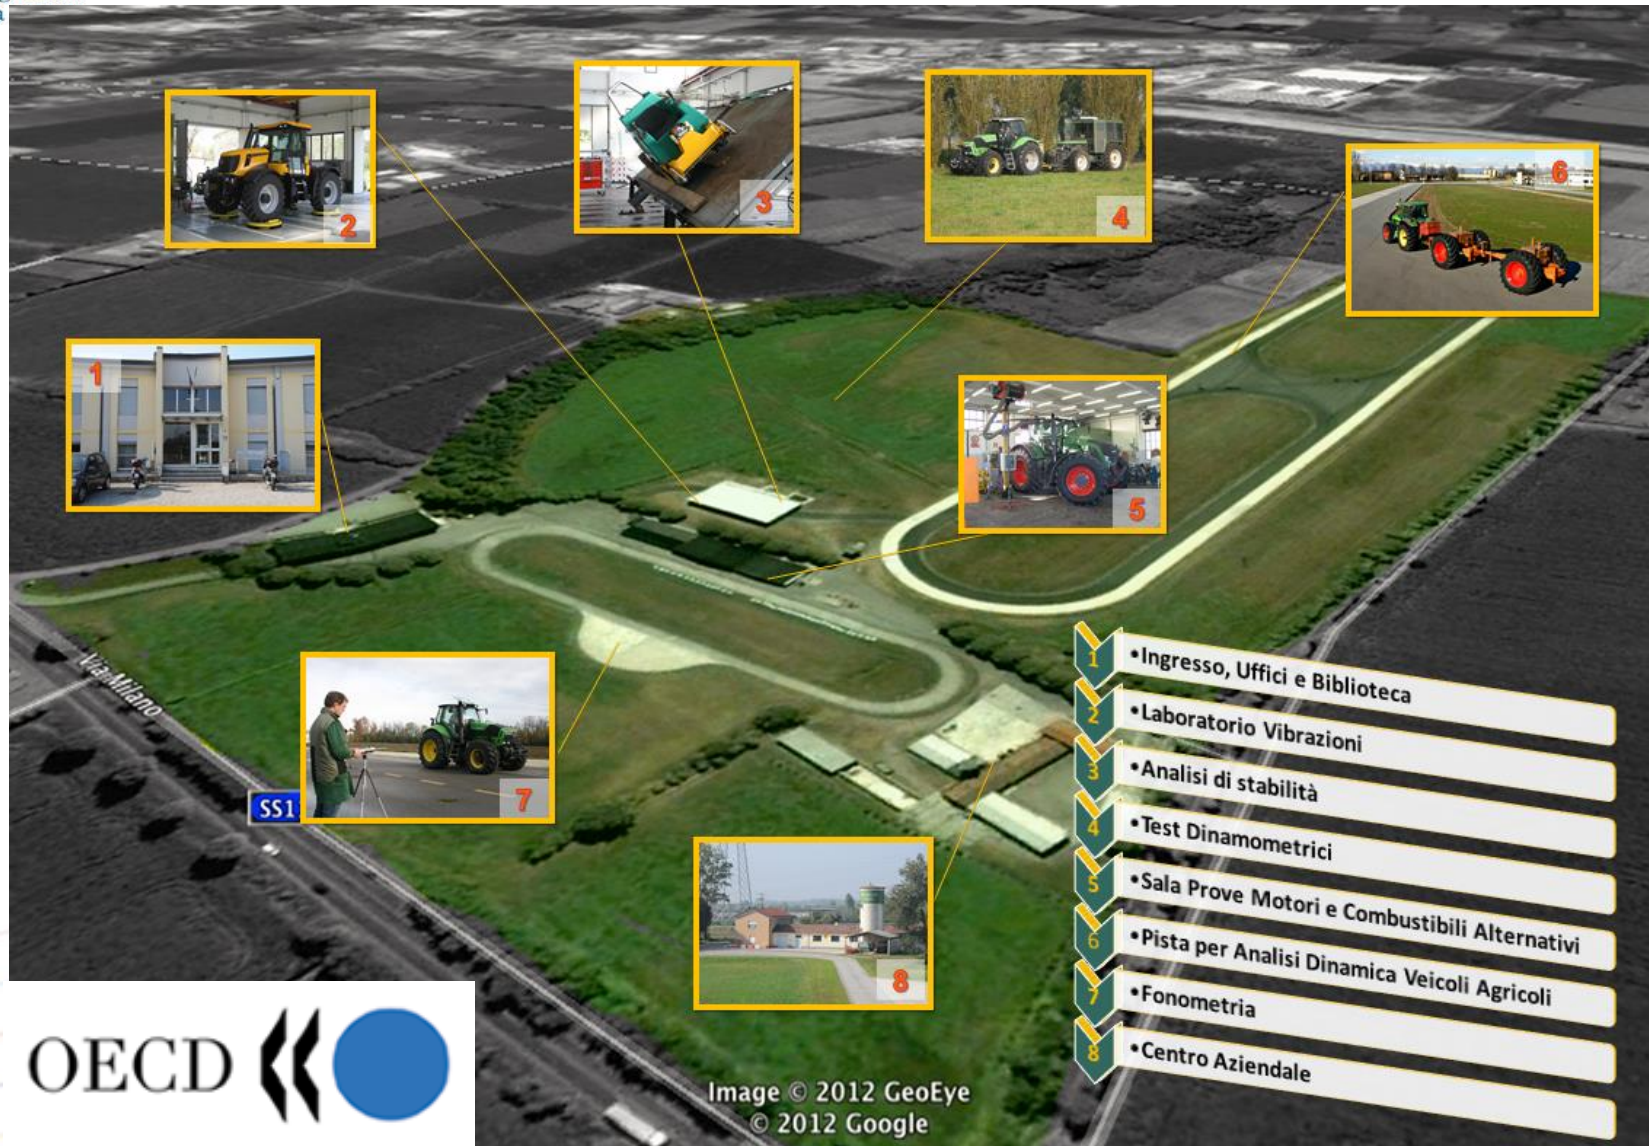 2
3
4
6
1
5
Via Milano
7
SS1
8
1
•Ingresso, Uffici e Biblioteca
2
•Laboratorio Vibrazioni
3
•Analisi di stabilità
4
•Test Dinamometrici
5
•Sala Prove Motori e Combustibili Alternativi
6
•Pista per Analisi Dinamica Veicoli Agricoli
7
•Fonometria
8
•Centro Aziendale
OECD
Image © 2012 GeoEye
© 2012 Google